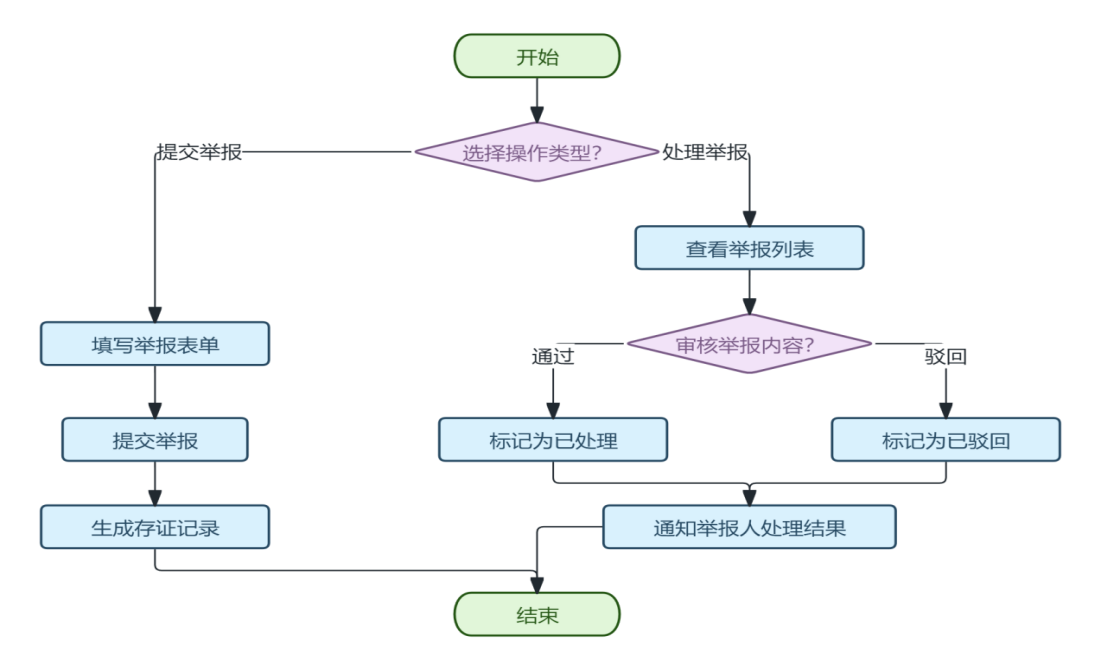 开始
提交举报
选择操作类型?
处理举报
查看举报列表
填写举报表单
审核举报内容?
通过
驳回
提交举报
标记为已处理
标记为已驳回
生成存证记录
通知举报人处理结果
结束